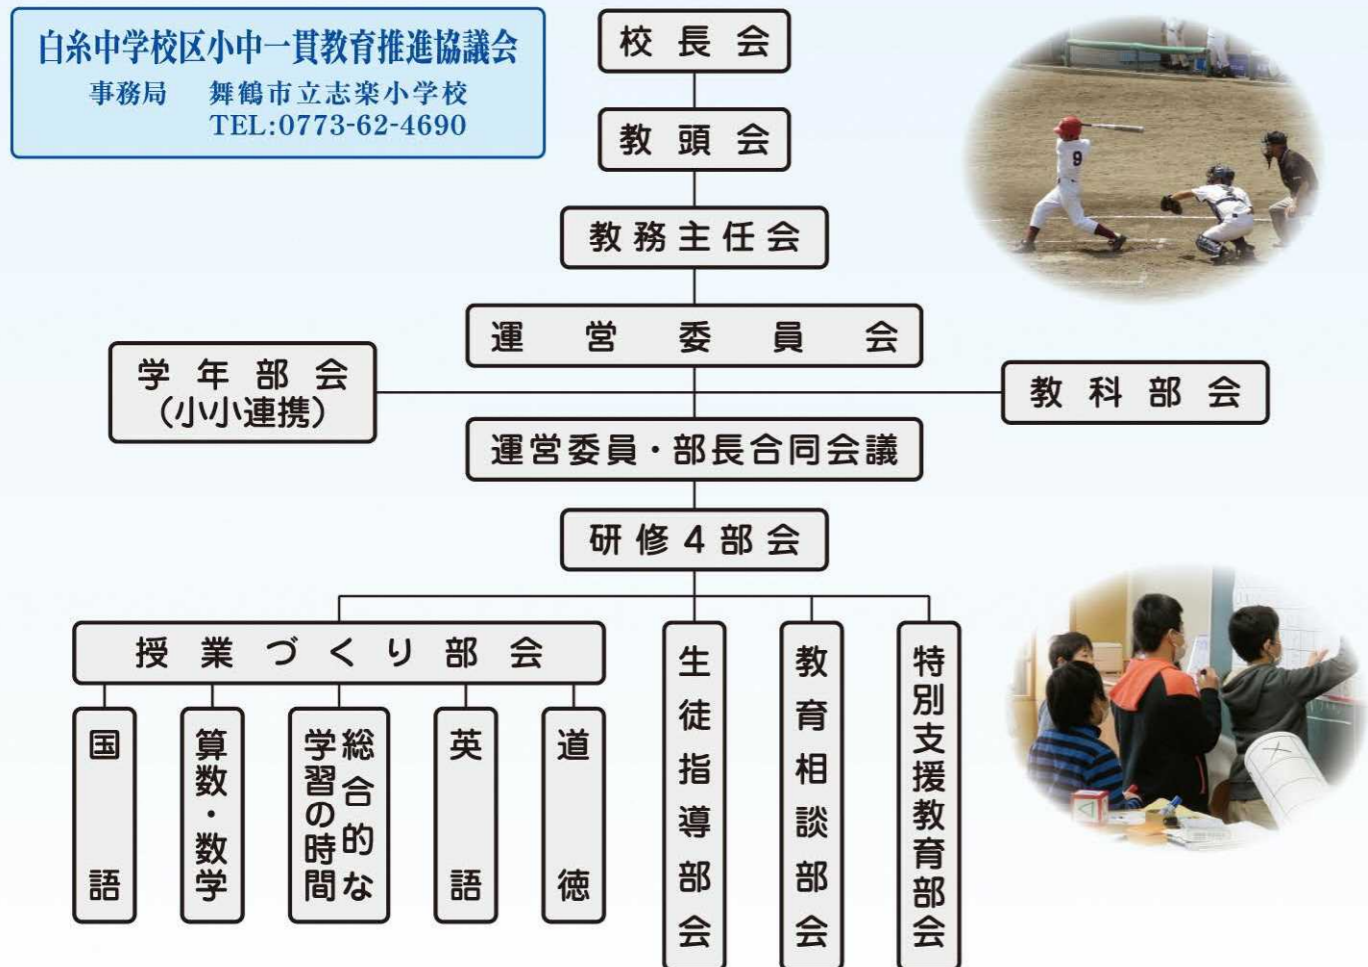 白糸中学校区小中一貫教育推進協議会
事務局 舞鶴市立志楽小学校
TEL:0773-62-4690
校長会
教頭会
教務主任会
運営委員会
学年部会
(小小連携)
教科部会
運営委員・部長合同会議
研修4部会
授業づくり部会
国語
算数・数学
総合的な
学習の時間
英語
道徳
生徒指導部会
教育相談部会
特別支援教育部会
9